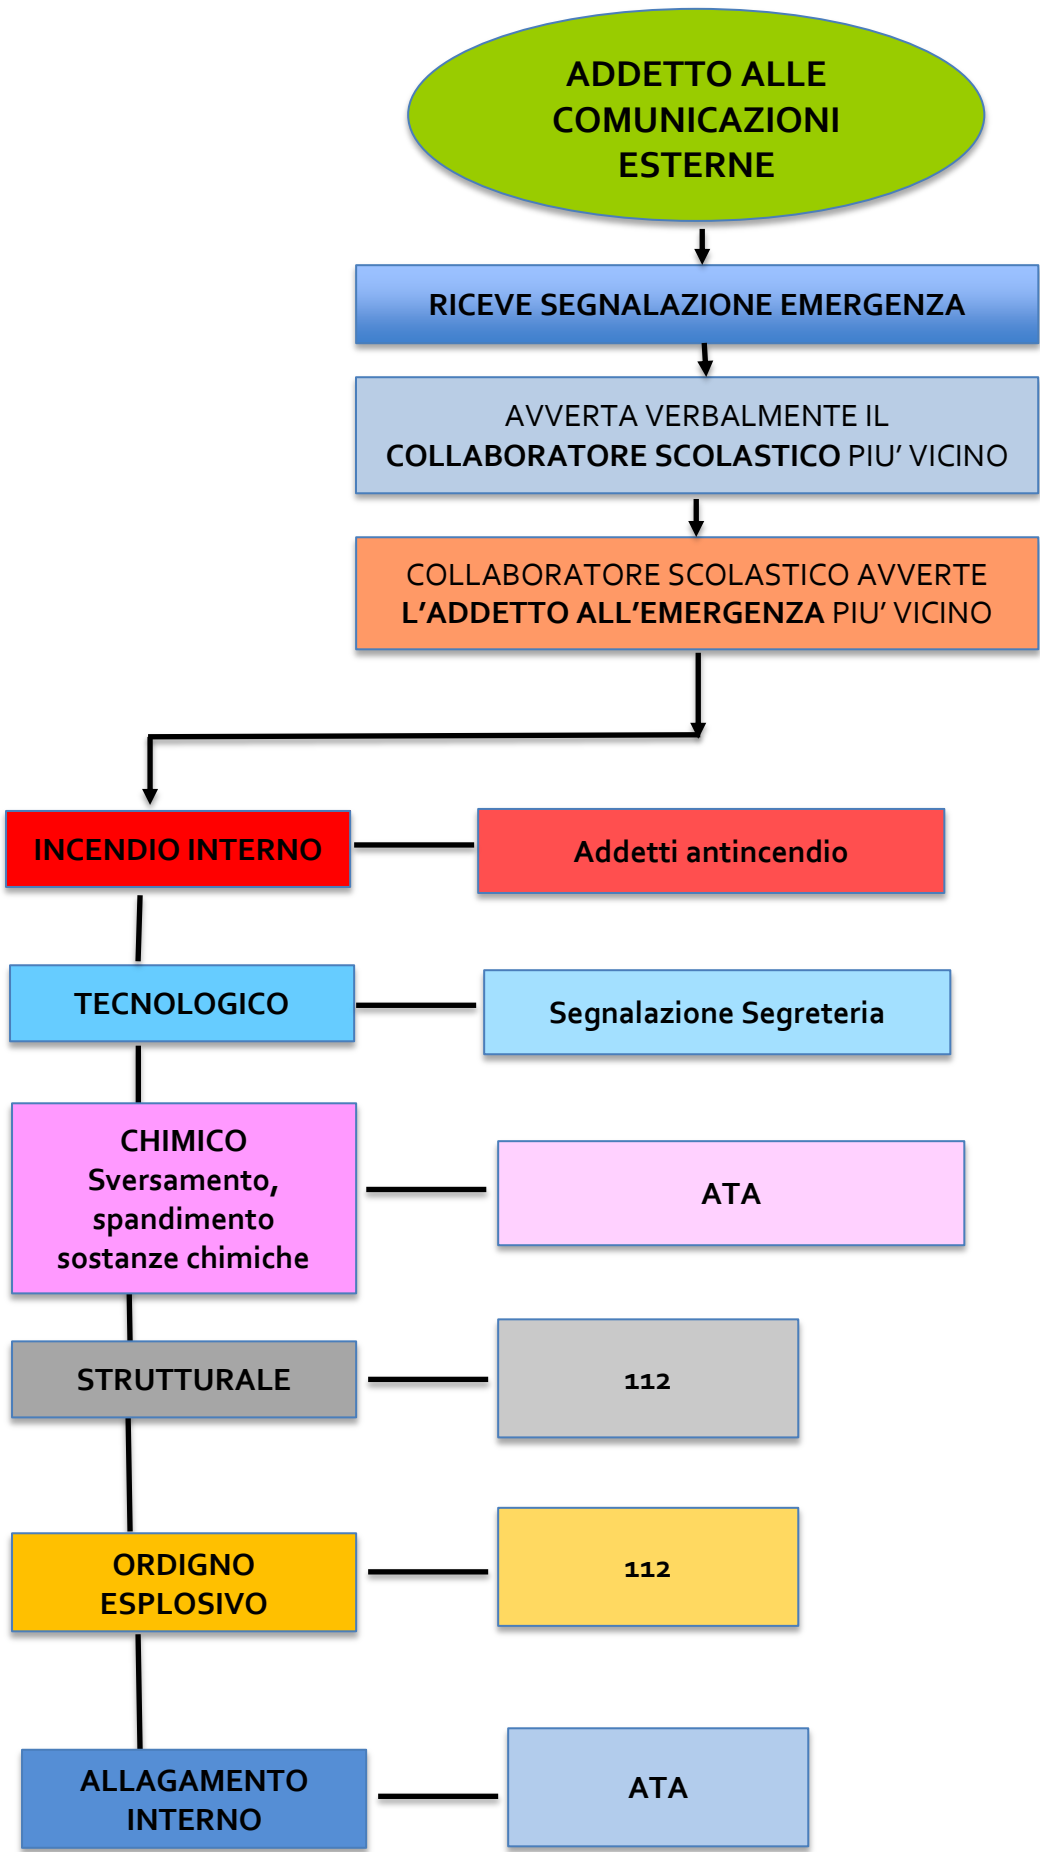 ADDETTO ALLE
COMUNICAZIONI
ESTERNE
RICEVE SEGNALAZIONE EMERGENZA
AVVERTA VERBALMENTE IL
COLLABORATORE SCOLASTICO PIU' VICINO
COLLABORATORE SCOLASTICO AVVERTE
L'ADDETTO ALL'EMERGENZA PIU' VICINO
INCENDIO INTERNO
Addetti antincendio
TECNOLOGICO
Segnalazione Segreteria
CHIMICO
Sversamento,
spandimento
sostanze chimiche
ATA
STRUTTURALE
112
ORDIGNO
ESPLOSIVO
112
ALLAGAMENTO
INTERNO
ATA